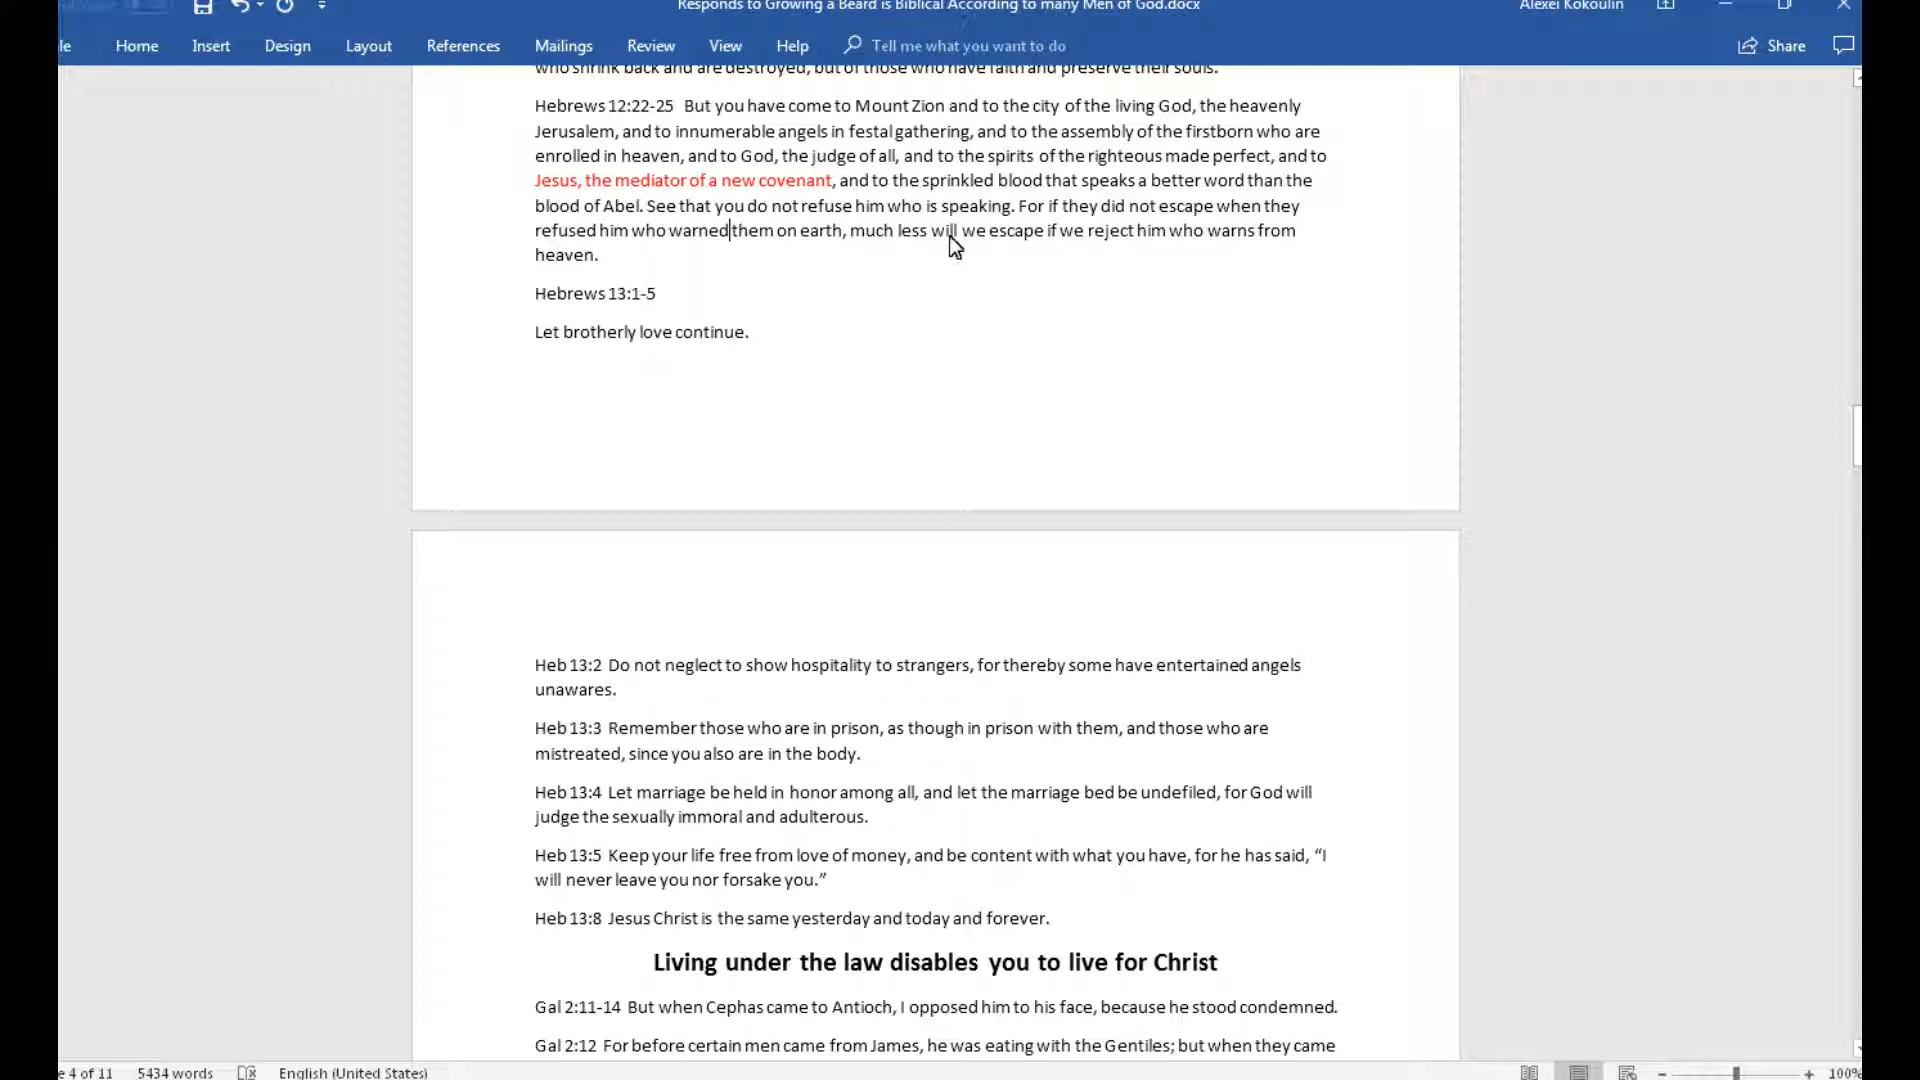 Responds to Growing a Beard is Biblical According to many Men of God.docx
Alexei Kokoulin
le Home Insert Design Layout References Mailings Review View Help Tell me what you want to do Share
who shrink back and are destroyed, but of those who have faith and preserve their souls.
Hebrews 12:22-25 But you have come to Mount Zion and to the city of the living God, the heavenly
Jerusalem, and to innumerable angels in festal gathering, and to the assembly of the firstborn who are
enrolled in heaven, and to God, the judge of all, and to the spirits of the righteous made perfect, and to
Jesus, the mediator of a new covenant, and to the sprinkled blood that speaks a better word than the
blood of Abel. See that you do not refuse him who is speaking. For if they did not escape when they
refused him who warned them on earth, much less will we escape if we reject him who warns from
heaven.
Hebrews 13:1-5
Let brotherly love continue.
Heb 13:2 Do not neglect to show hospitality to strangers, for thereby some have entertained angels
unawares.
Heb 13:3 Remember those who are in prison, as though in prison with them, and those who are
mistreated, since you also are in the body.
Heb 13:4 Let marriage be held in honor among all, and let the marriage bed be undefiled, for God will
judge the sexually immoral and adulterous.
Heb 13:5 Keep your life free from love of money, and be content with what you have, for he has said, “I
will never leave you nor forsake you.”
Heb 13:8 Jesus Christ is the same yesterday and today and forever.
Living under the law disables you to live for Christ
Gal 2:11-14 But when Cephas came to Antioch, I opposed him to his face, because he stood condemned.
Gal 2:12 For before certain men came from James, he was eating with the Gentiles; but when they came
e 4 of 11 5434 words English (United States) 100%